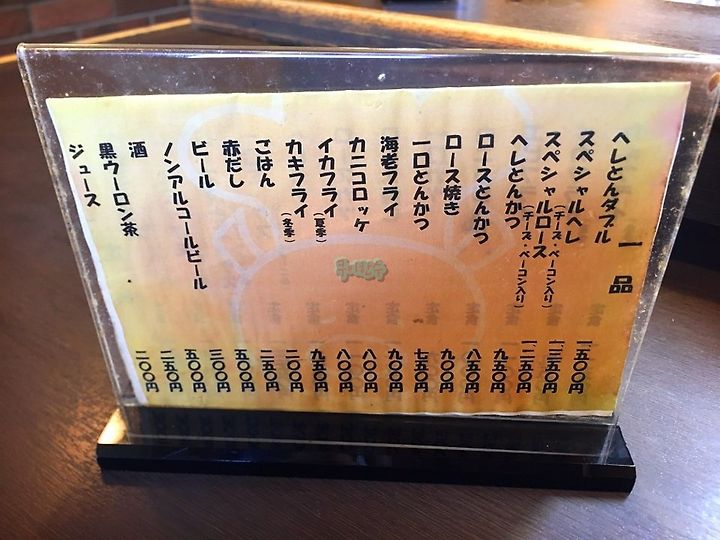 一品
ヘレとんダブル 一五〇〇円
スペシャルヘレ(チーズ・ベーコン入り) 一三五〇円
スペシャルロース(チーズ・ベーコン入り) 一二五〇円
ヘレとんかつ 九五〇円
ロースとんかつ 八五〇円
ロース焼き 九〇〇円
一口とんかつ 七五〇円
海老フライ 九〇〇円
カニコロッケ 八〇〇円
イカフライ(夏季) 八〇〇円
カキフライ(冬季) 九五〇円
ごはん 二〇〇円
赤だし 二五〇円
ビール 五〇〇円
ノンアルコールビール 三〇〇円
酒 五〇〇円
黒ウーロン茶 二五〇円
ジュース 二〇〇円